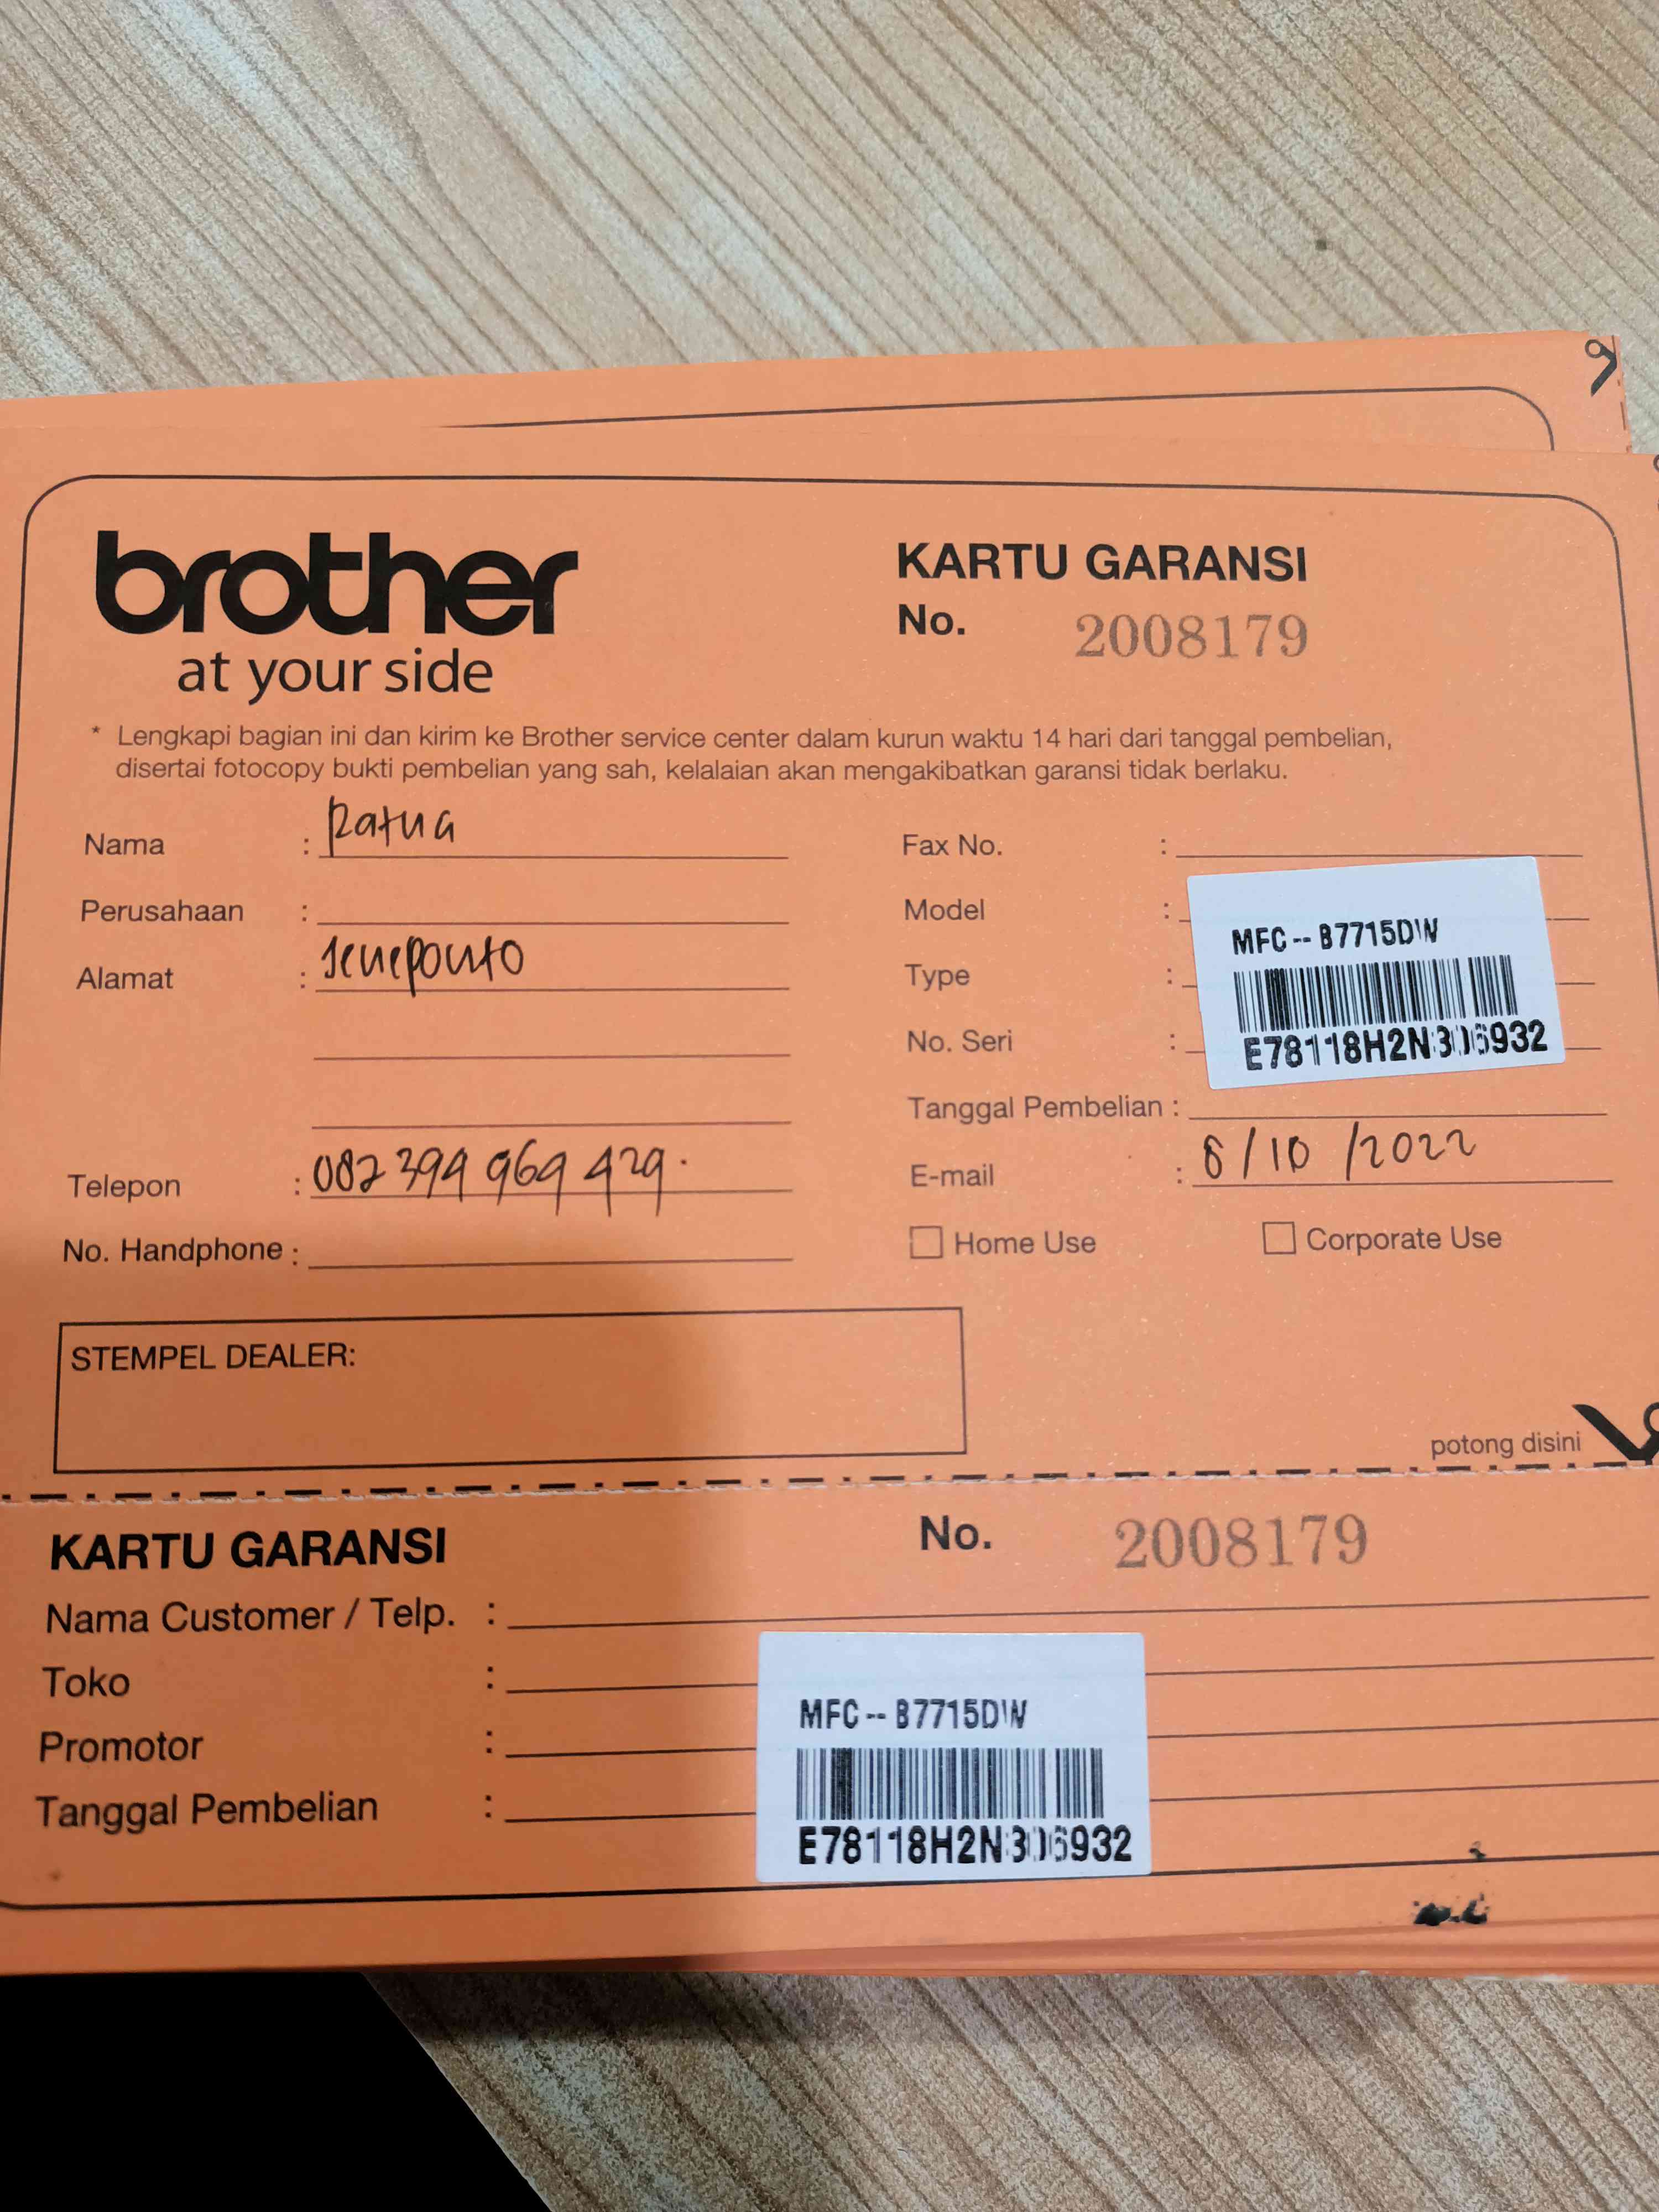 brother
at your side
KARTU GARANSI
No. 2008179
* Lengkapi bagian ini dan kirim ke Brother service center dalam kurun waktu 14 hari dari tanggal pembelian,
disertai fotocopy bukti pembelian yang sah, kelalaian akan mengakibatkan garansi tidak berlaku.
Nama :
Perusahaan :
Alamat : Jeneponto
Telepon : 082 394 969 429.
No. Handphone :
Fax No. :
Model :
Type :
No. Seri :
MFC-- B7715DW
E78118H2N306932
Tanggal Pembelian :
E-mail : 8/10/2022
Home Use
Corporate Use
STEMPEL DEALER:
potong disini
KARTU GARANSI
No. 2008179
Nama Customer / Telp. :
Toko :
Promotor :
Tanggal Pembelian :
MFC-- B7715DW
E78118H2N306932